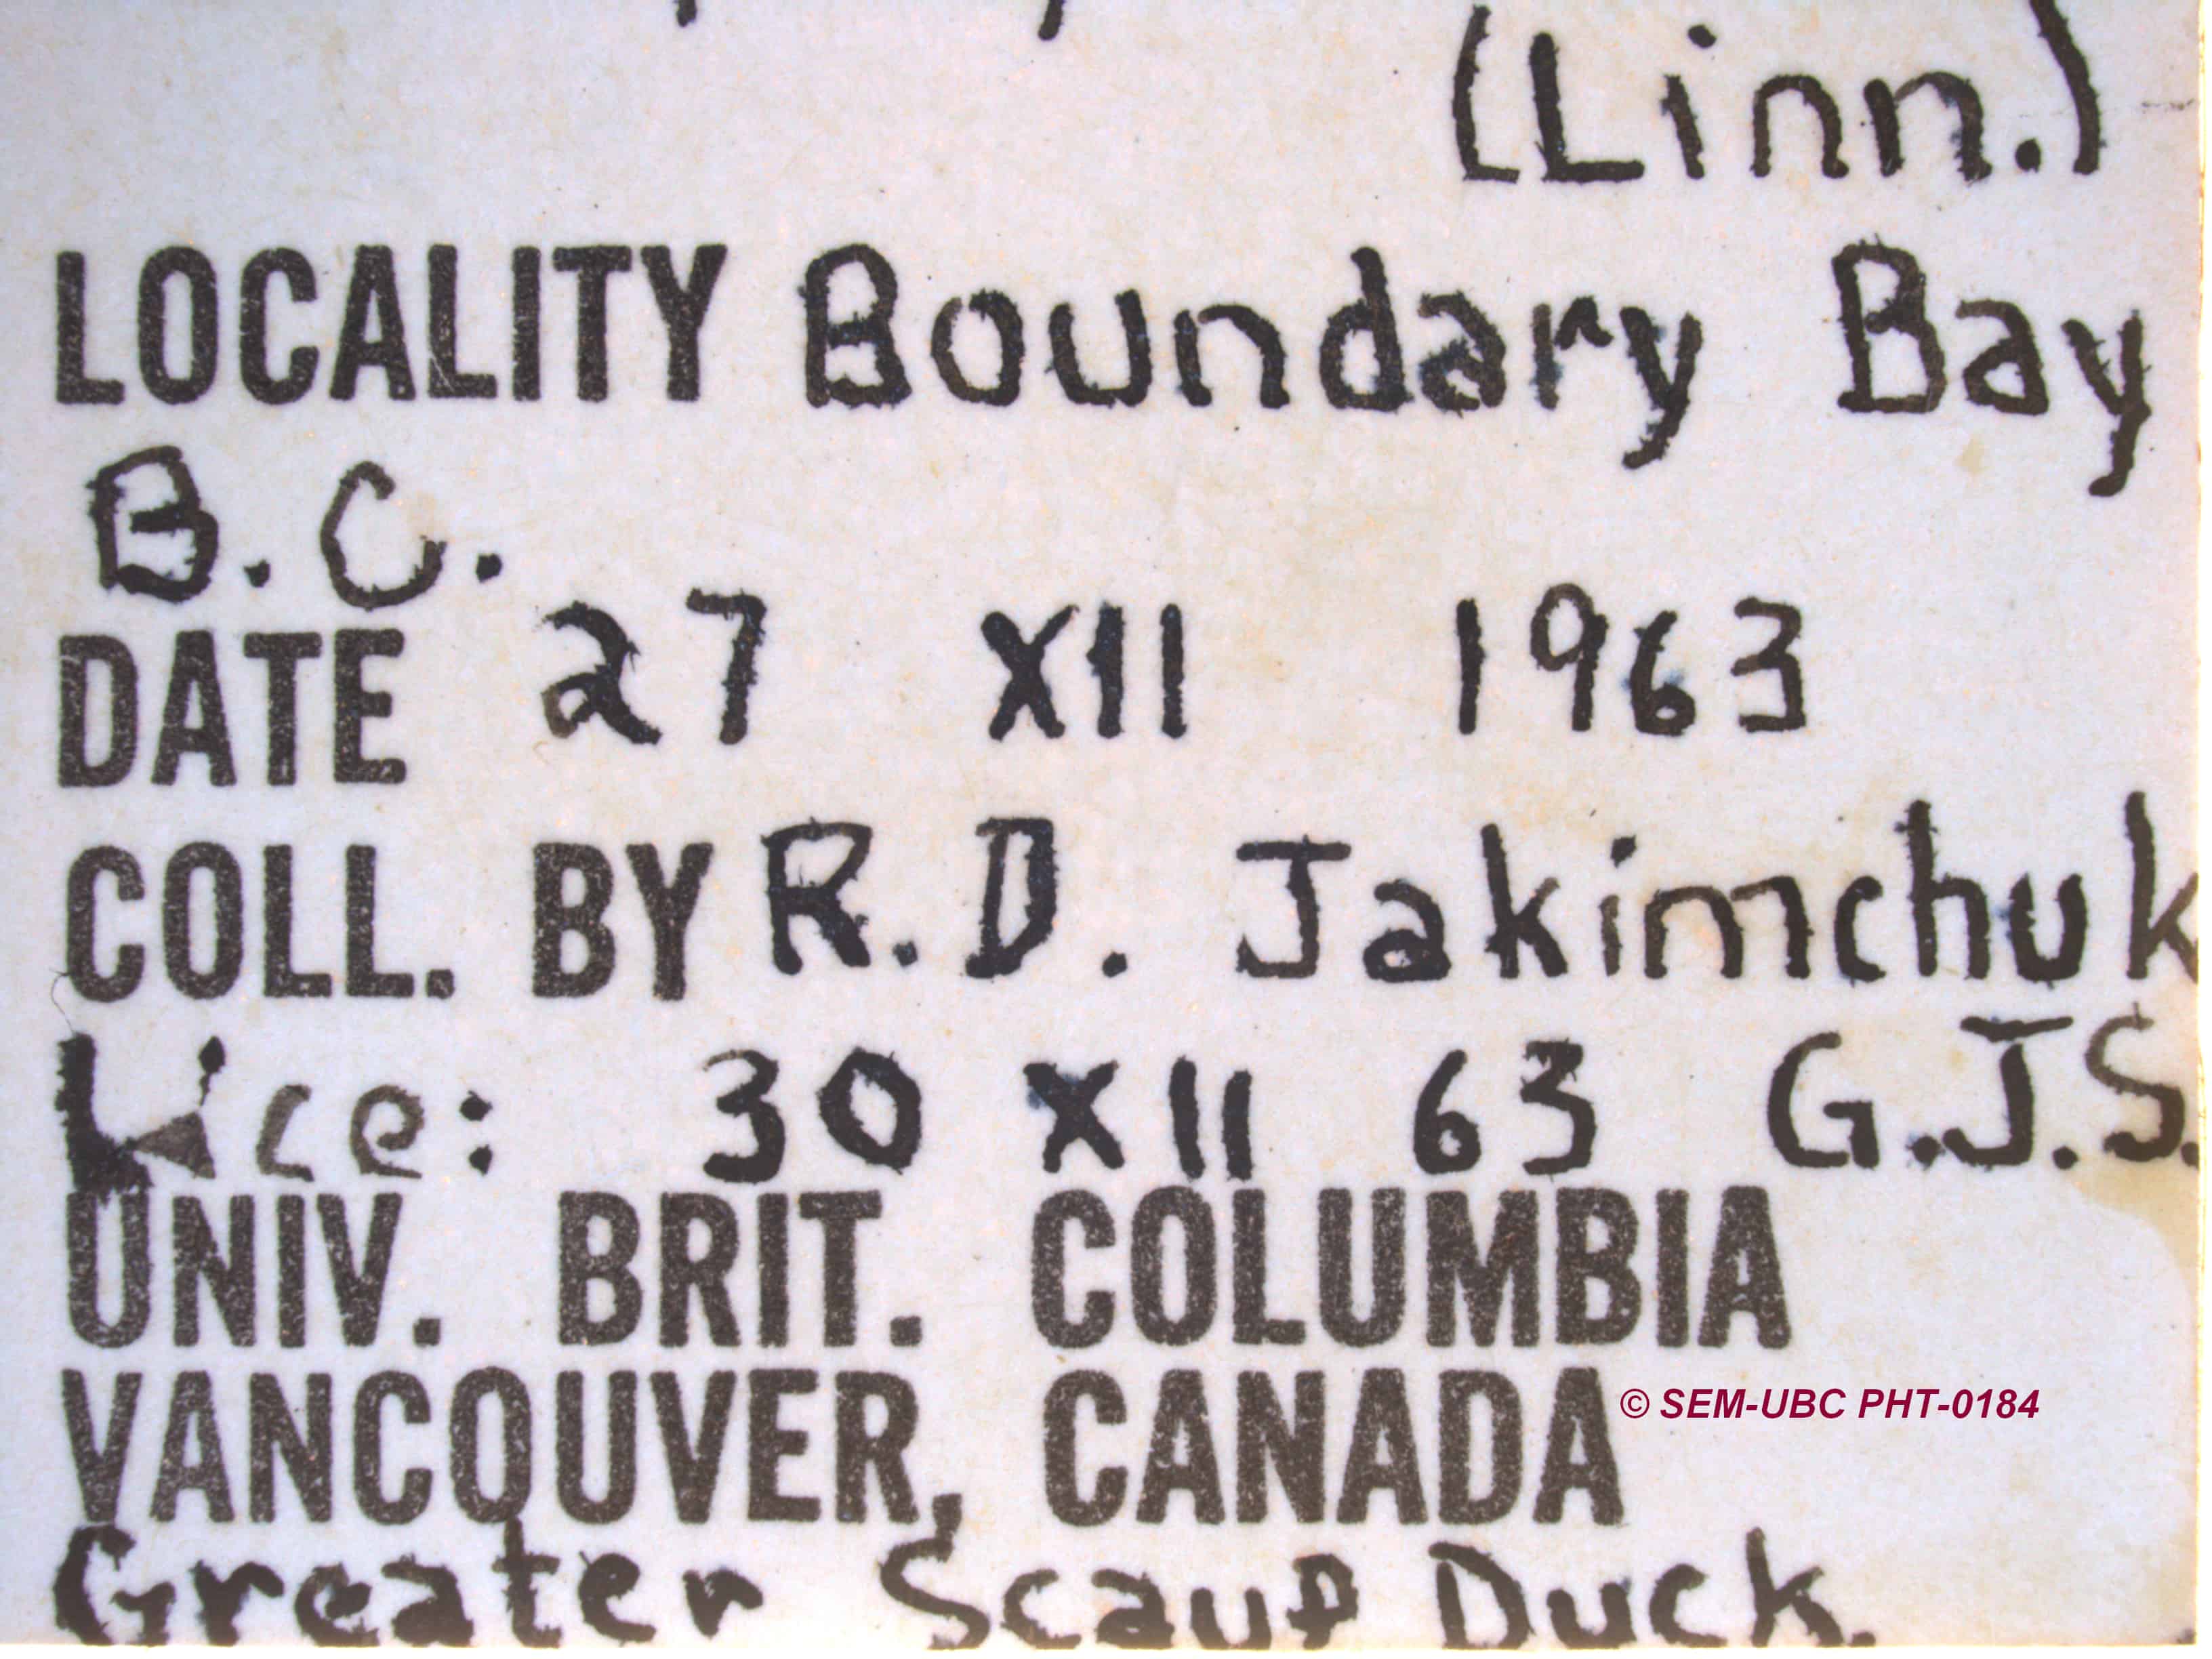 (Linn.)
LOCALITY Boundary Bay
B.C.
DATE 27 XII 1963
COLL. BY R.D. Jakimchuk
Lice: 30 XII 63 G.J.S.
UNIV. BRIT. COLUMBIA
VANCOUVER, CANADA
© SEM-UBC PHT-0184
Greater Scaup Duck.